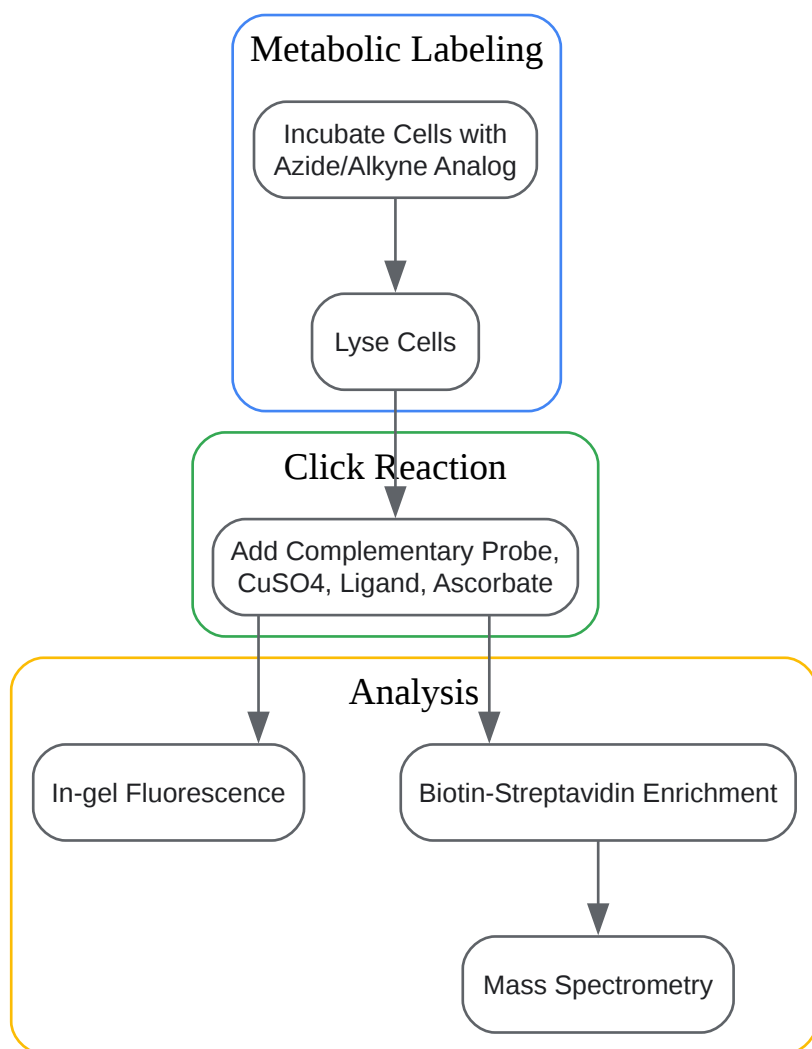 Metabolic Labeling
Incubate Cells with
Azide/Alkyne Analog
Lyse Cells
Click Reaction
Add Complementary Probe,
CuSO4, Ligand, Ascorbate
Analysis
In-gel Fluorescence
Biotin-Streptavidin Enrichment
Mass Spectrometry